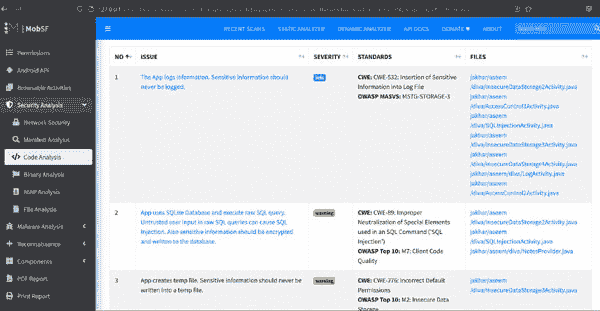 MobSF
RECENT SCANS STATIC ANALYZER DYNAMIC ANALYZER API DOCS DONATE ♥ ABOUT
Permissions
Android API
Browsable Activities
Security Analysis
Network Security
Manifest Analysis
Code Analysis
Binary Analysis
NIAP Analysis
File Analysis
Malware Analysis
Reconnaissance
Components
PDF Report
Print Report
NO ISSUE SEVERITY STANDARDS FILES
1
The App logs information. Sensitive information should
never be logged.
info
CWE: CWE-532: Insertion of Sensitive
Information into Log File
OWASP MASVS: MSTG-STORAGE-3
jakhar/aseem
/diva/InsecureDataStorage2Activity.java
jakhar/aseem
/diva/AccessControl1Activity.java
jakhar/aseem
/diva/SQLInjectionActivity.java
jakhar/aseem
/diva/InsecureDataStorage3Activity.java
jakhar/aseem
/diva/InsecureDataStorage4Activity.java
jakhar/aseem/diva/LogActivity.java
jakhar/aseem
/diva/AccessControl2Activity.java
2
App uses SQLite Database and execute raw SQL query.
Untrusted user input in raw SQL queries can cause SQL
Injection. Also sensitive information should be encrypted
and written to the database.
warning
CWE: CWE-89: Improper
Neutralization of Special Elements
used in an SQL Command ('SQL
Injection')
OWASP Top 10: M7: Client Code
Quality
jakhar/aseem
/diva/InsecureDataStorage2Activity.java
jakhar/aseem
/diva/SQLInjectionActivity.java
jakhar/aseem/diva/NotesProvider.java
3
App creates temp file. Sensitive information should never be
written into a temp file.
warning
CWE: CWE-276: Incorrect Default
Permissions
OWASP Top 10: M2: Insecure Data
Storage
jakhar/aseem
/diva/InsecureDataStorage3Activity.java